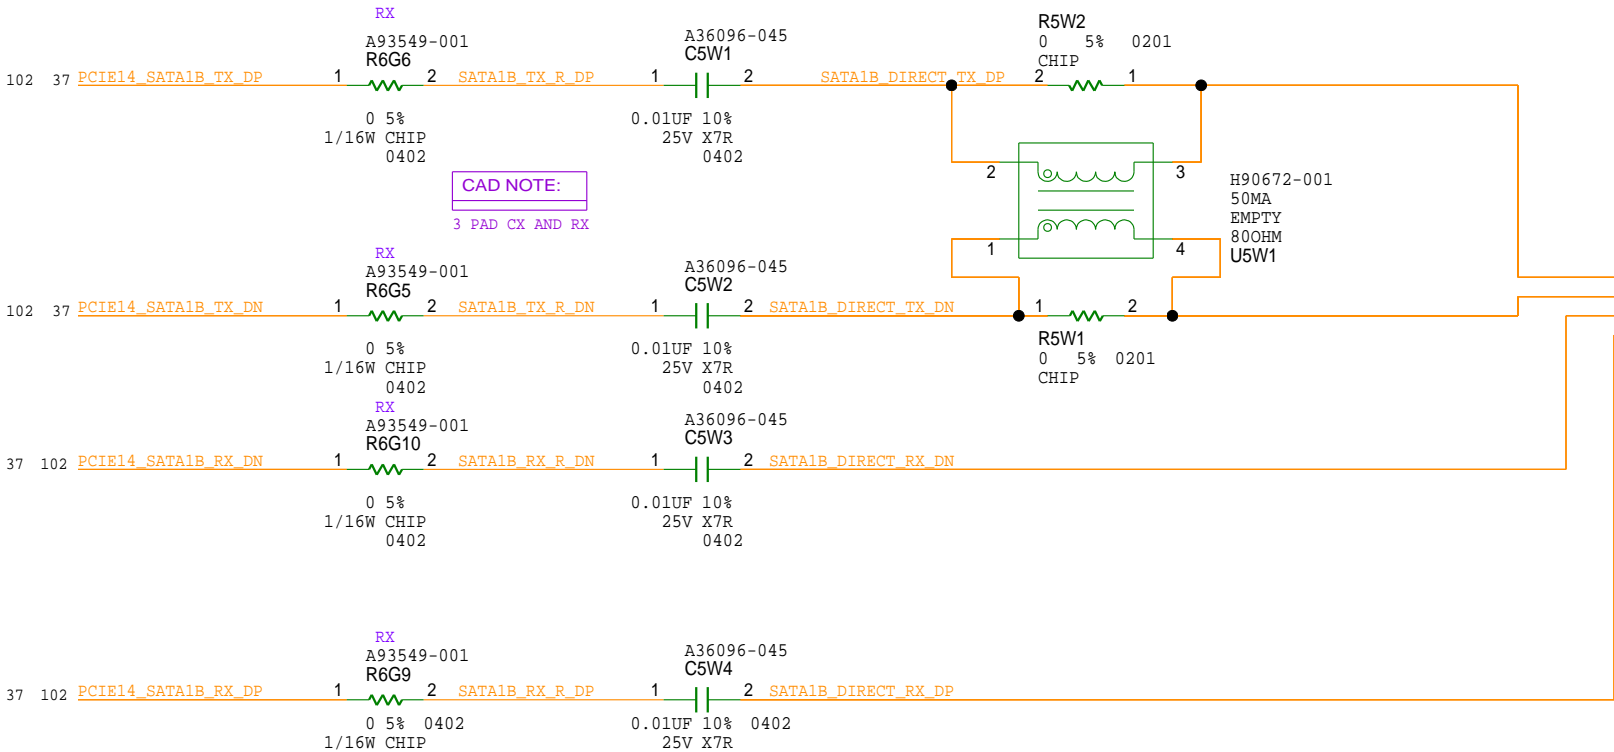 RX
A93549-001
R6G6
A36096-045
C5W1
R5W2
0 5% 0201
CHIP
102 37 PCIE14_SATA1B_TX_DP 1 2 SATA1B_TX_R_DP 1 2 SATA1B_DIRECT_TX_DP 2 1
0 5%
1/16W CHIP
0402
0.01UF 10%
25V X7R
0402
2 3
1 4
H90672-001
50MA
EMPTY
80OHM
U5W1
CAD NOTE:
3 PAD CX AND RX
RX
A93549-001
R6G5
A36096-045
C5W2
102 37 PCIE14_SATA1B_TX_DN 1 2 SATA1B_TX_R_DN 1 2 SATA1B_DIRECT_TX_DN 1 2
0 5%
1/16W CHIP
0402
0.01UF 10%
25V X7R
0402
R5W1
0 5% 0201
CHIP
RX
A93549-001
R6G10
A36096-045
C5W3
37 102 PCIE14_SATA1B_RX_DN 1 2 SATA1B_RX_R_DN 1 2 SATA1B_DIRECT_RX_DN
0 5%
1/16W CHIP
0402
0.01UF 10%
25V X7R
0402
RX
A93549-001
R6G9
A36096-045
C5W4
37 102 PCIE14_SATA1B_RX_DP 1 2 SATA1B_RX_R_DP 1 2 SATA1B_DIRECT_RX_DP
0 5% 0402
1/16W CHIP
0.01UF 10% 0402
25V X7R